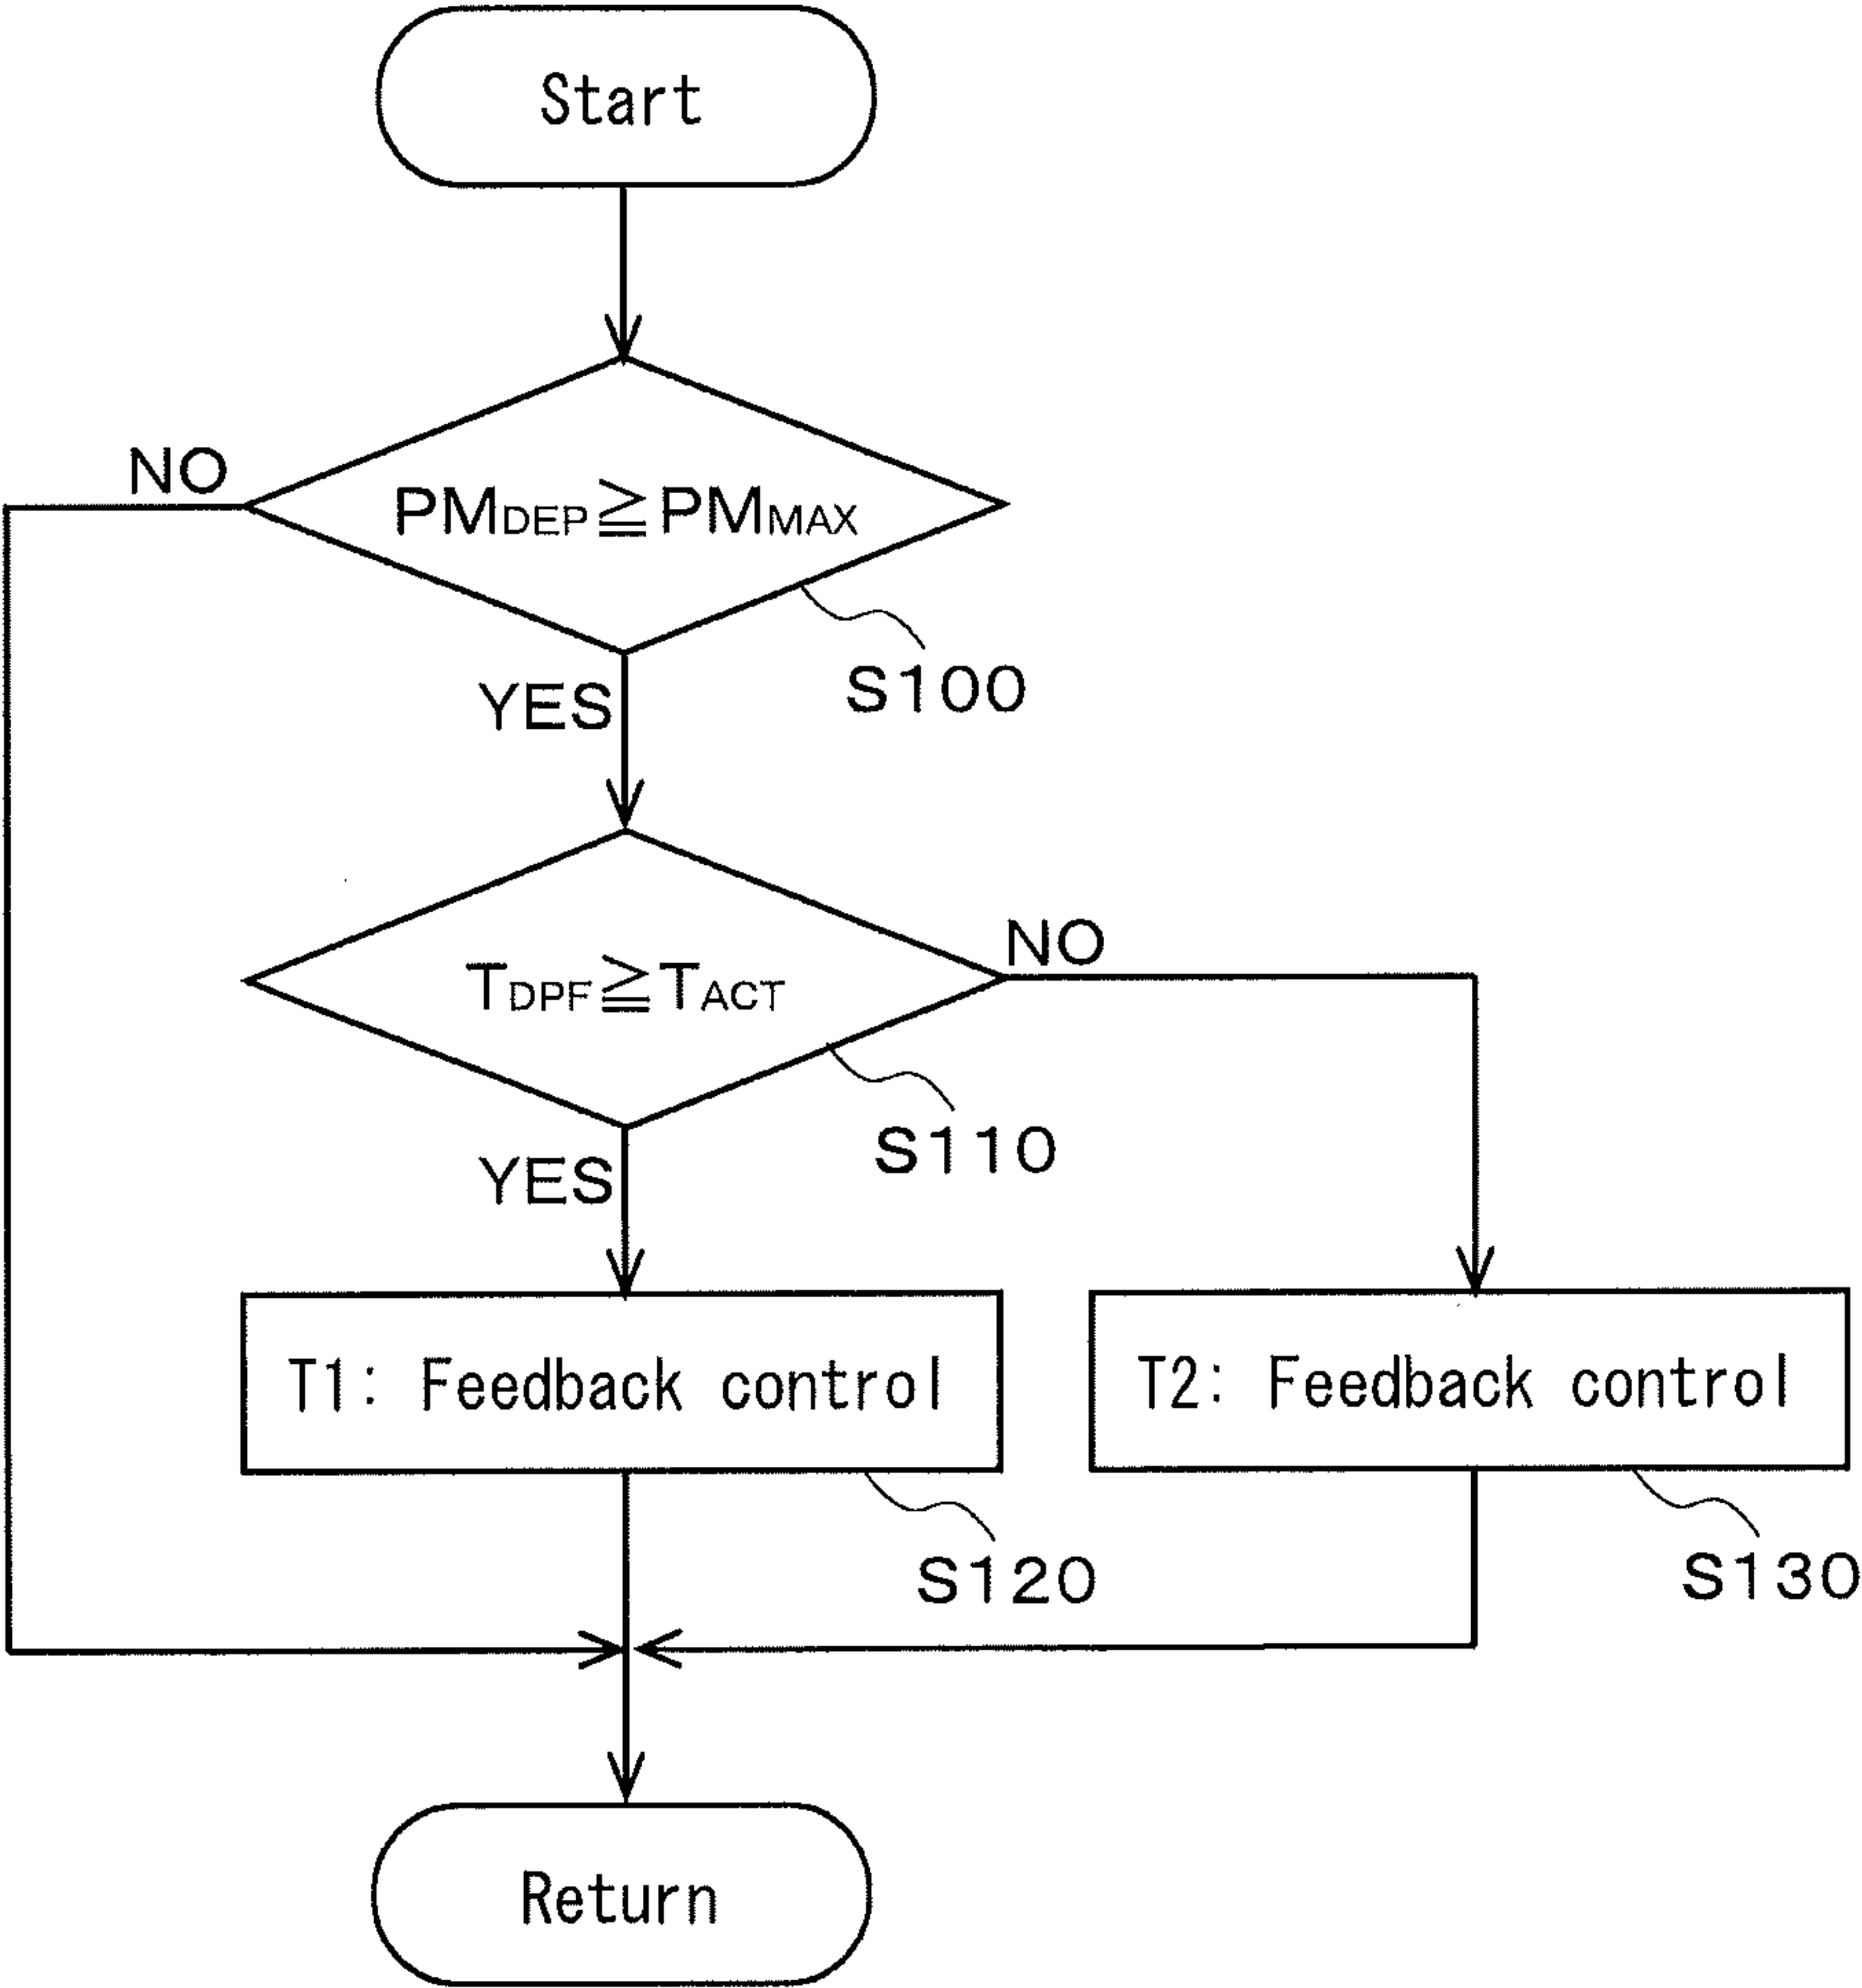 Start
NO
PMDEP≧PMMAX
S100
YES
NO
TDPF≧TACT
S110
YES
T1: Feedback control
T2: Feedback control
S120
S130
Return